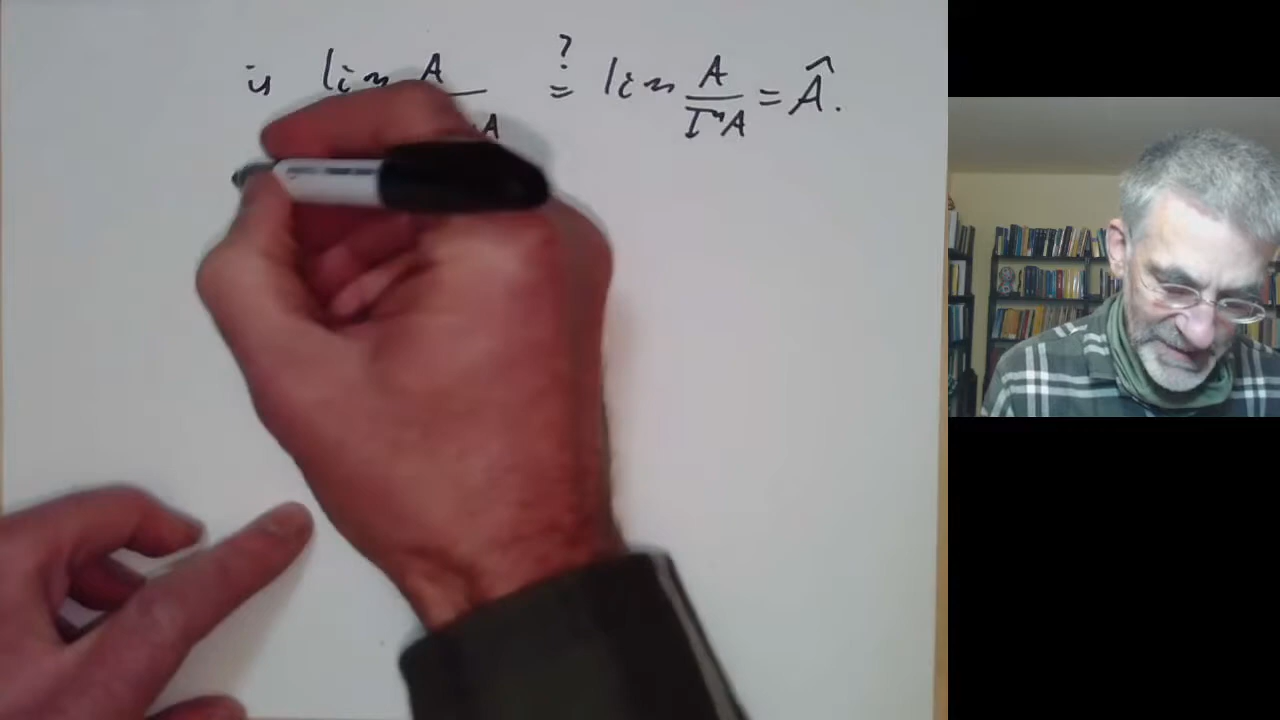 is lim A/A =? lim A/IⁿA = Â.